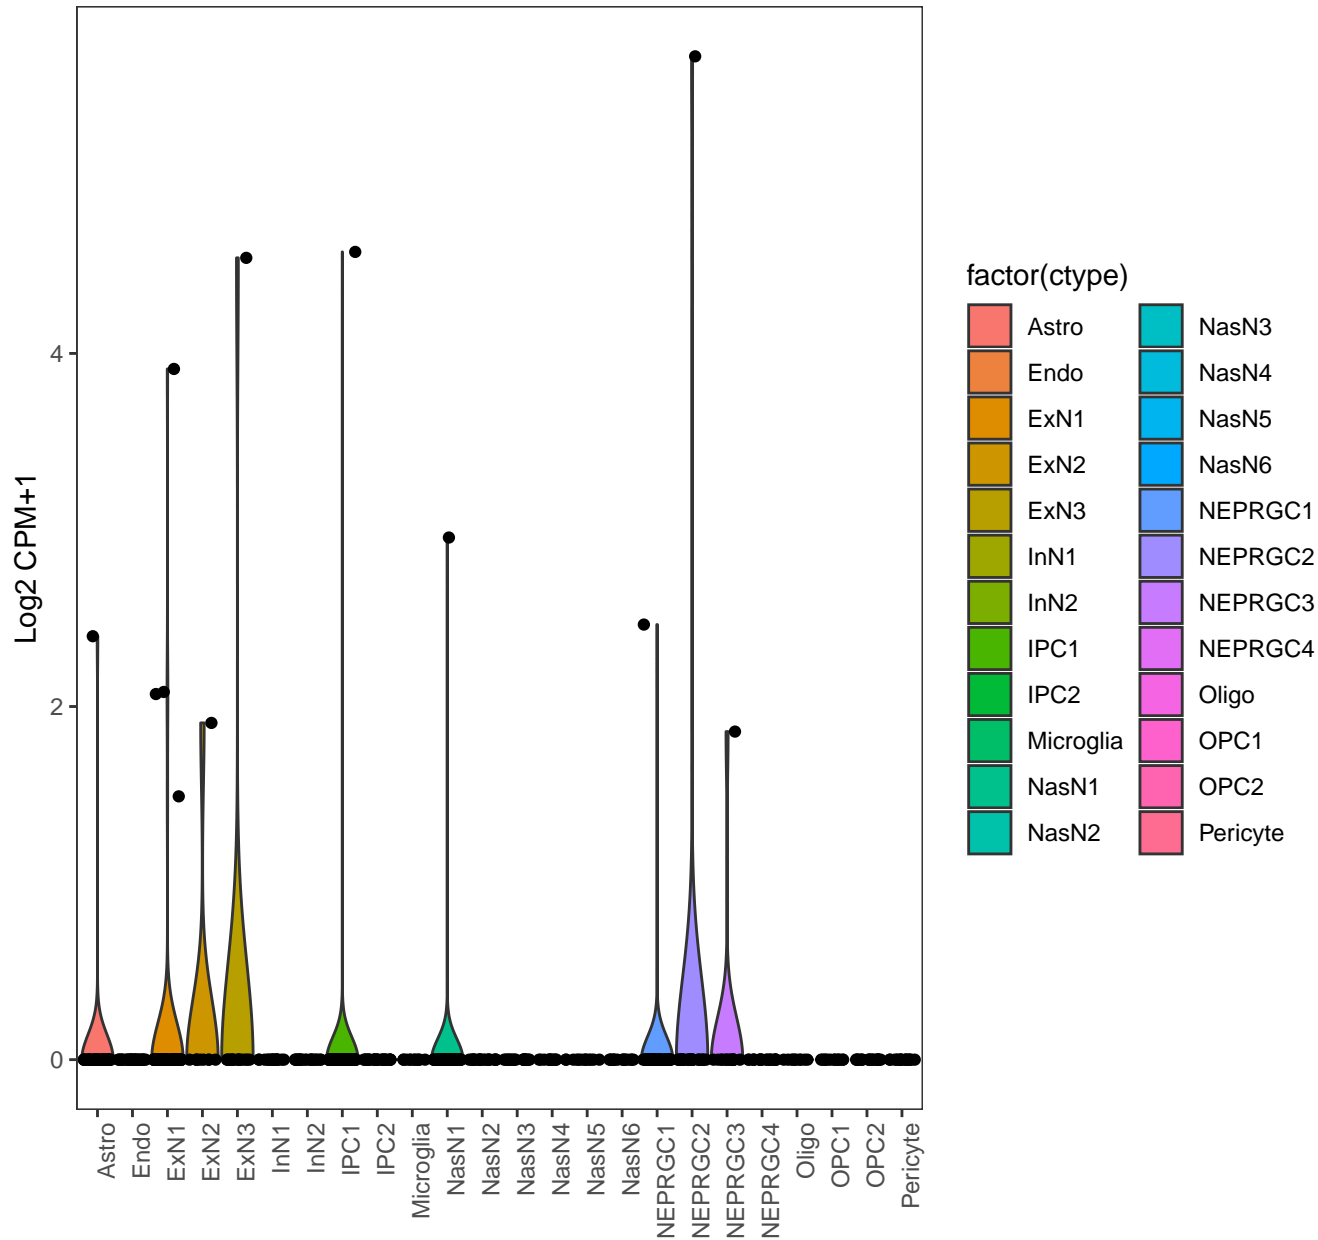 Log2 CPM+1
4
2
0
Astro
Endo
ExN1
ExN2
ExN3
InN1
InN2
IPC1
IPC2
Microglia
NasN1
NasN2
NasN3
NasN4
NasN5
NasN6
NEPRGC1
NEPRGC2
NEPRGC3
NEPRGC4
Oligo
OPC1
OPC2
Pericyte
factor(ctype)
Astro
Endo
ExN1
ExN2
ExN3
InN1
InN2
IPC1
IPC2
Microglia
NasN1
NasN2
NasN3
NasN4
NasN5
NasN6
NEPRGC1
NEPRGC2
NEPRGC3
NEPRGC4
Oligo
OPC1
OPC2
Pericyte